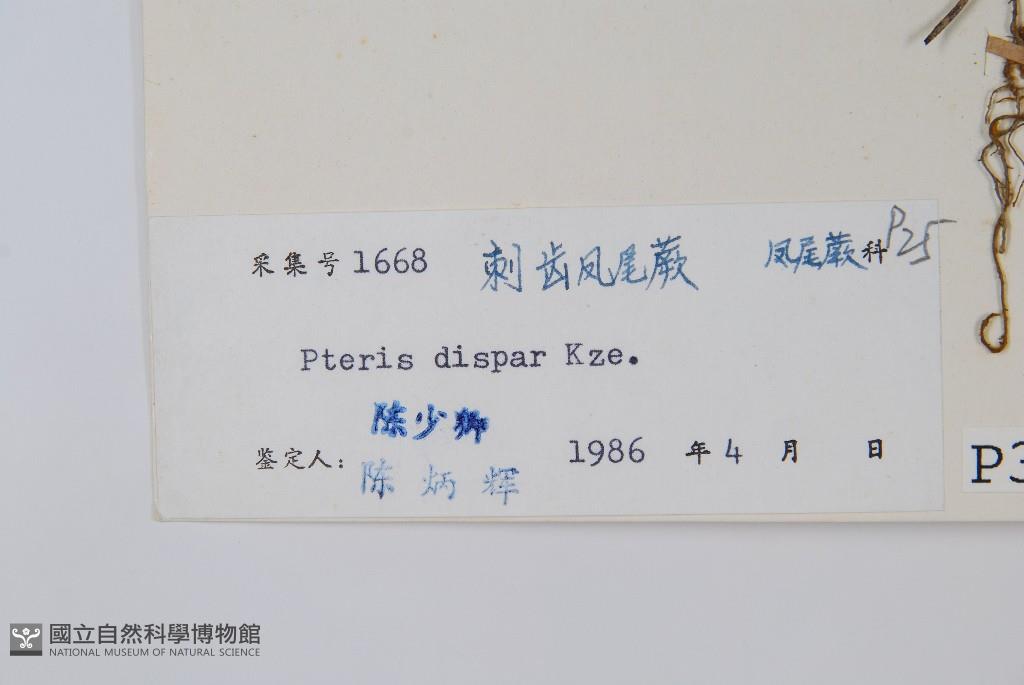 采集号 1668 刺齿凤尾蕨 凤尾蕨科 P25
Pteris dispar Kze.
陈少卿
鉴定人: 陈炳辉 1986 年 4 月 日
P3
國立自然科學博物館
NATIONAL MUSEUM OF NATURAL SCIENCE